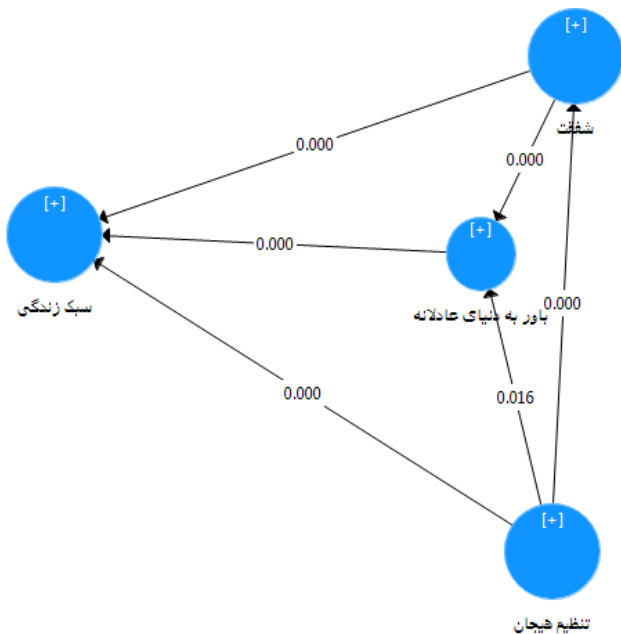 [+]
شفقت
0.000
0.000
[+]
سبک زندگی
0.000
[+]
باور به دنیای عادلانه
0.000
0.000
0.016
[+]
تنظیم هیجان